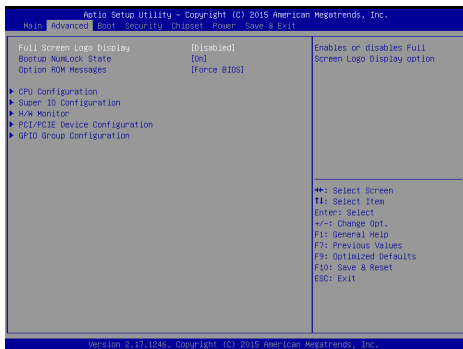 Aptio Setup Utility – Copyright (C) 2015 American Megatrends, Inc.
Main Advanced Boot Security Chipset Power Save & Exit
Full Screen Logo Display [Disabled]
Bootup NumLock State [On]
Option ROM Messages [Force BIOS]
▶ CPU Configuration
▶ Super IO Configuration
▶ H/W Monitor
▶ PCI/PCIE Device Configuration
▶ GPIO Group Configuration
Enables or disables Full
Screen Logo Display option
→←: Select Screen
↑↓: Select Item
Enter: Select
+/-: Change Opt.
F1: General Help
F7: Previous Values
F9: Optimized Defaults
F10: Save & Reset
ESC: Exit
Version 2.17.1246. Copyright (C) 2015 American Megatrends, Inc.